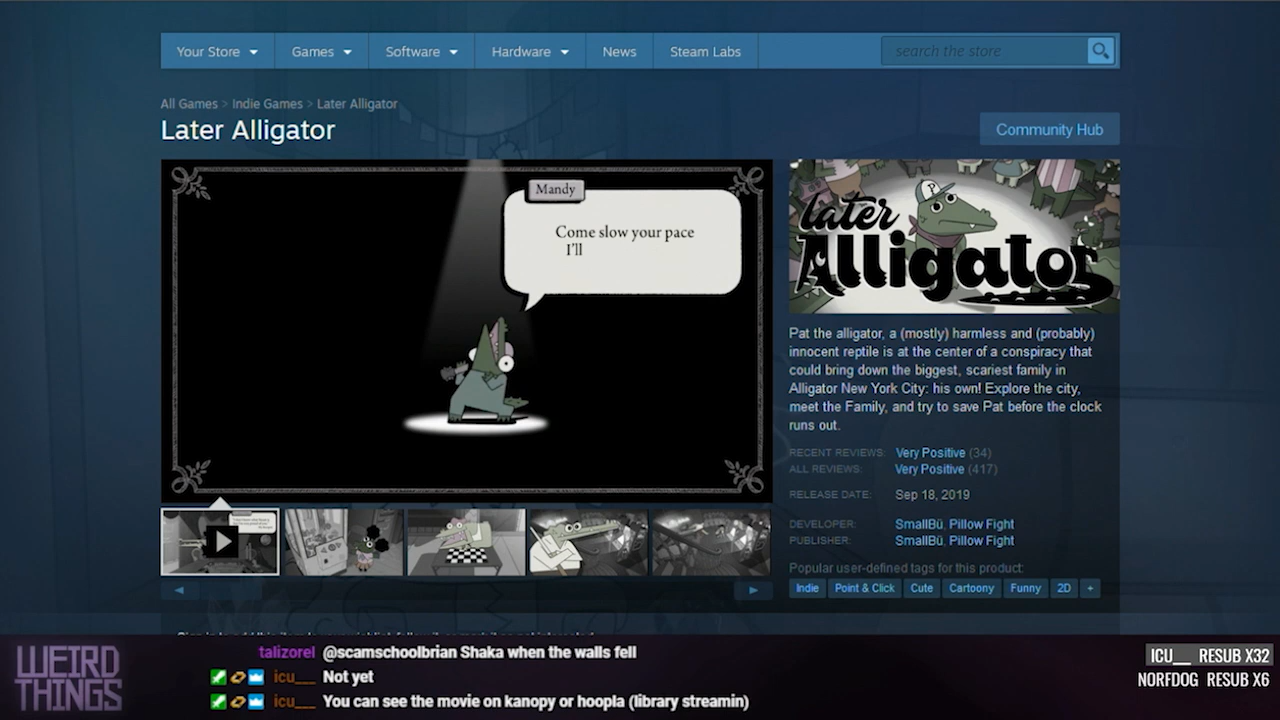 Your Store
Games
Software
Hardware
News
Steam Labs
search the store
All Games > Indie Games > Later Alligator
Later Alligator
Community Hub
Mandy
Come slow your pace
I'll
later
Alligator
Pat the alligator, a (mostly) harmless and (probably)
innocent reptile is at the center of a conspiracy that
could bring down the biggest, scariest family in
Alligator New York City: his own! Explore the city,
meet the Family, and try to save Pat before the clock
runs out.
RECENT REVIEWS: Very Positive (34)
ALL REVIEWS: Very Positive (417)
RELEASE DATE: Sep 18, 2019
DEVELOPER: SmallBü, Pillow Fight
PUBLISHER: SmallBü, Pillow Fight
Popular user-defined tags for this product:
Indie Point & Click Cute Cartoony Funny 2D +
WEIRD
THINGS
talizorel @scamschoolbrian Shaka when the walls fell
icu___ Not yet
icu___ You can see the movie on kanopy or hoopla (library streamin)
ICU__ RESUB X32
NORFDOG RESUB X6